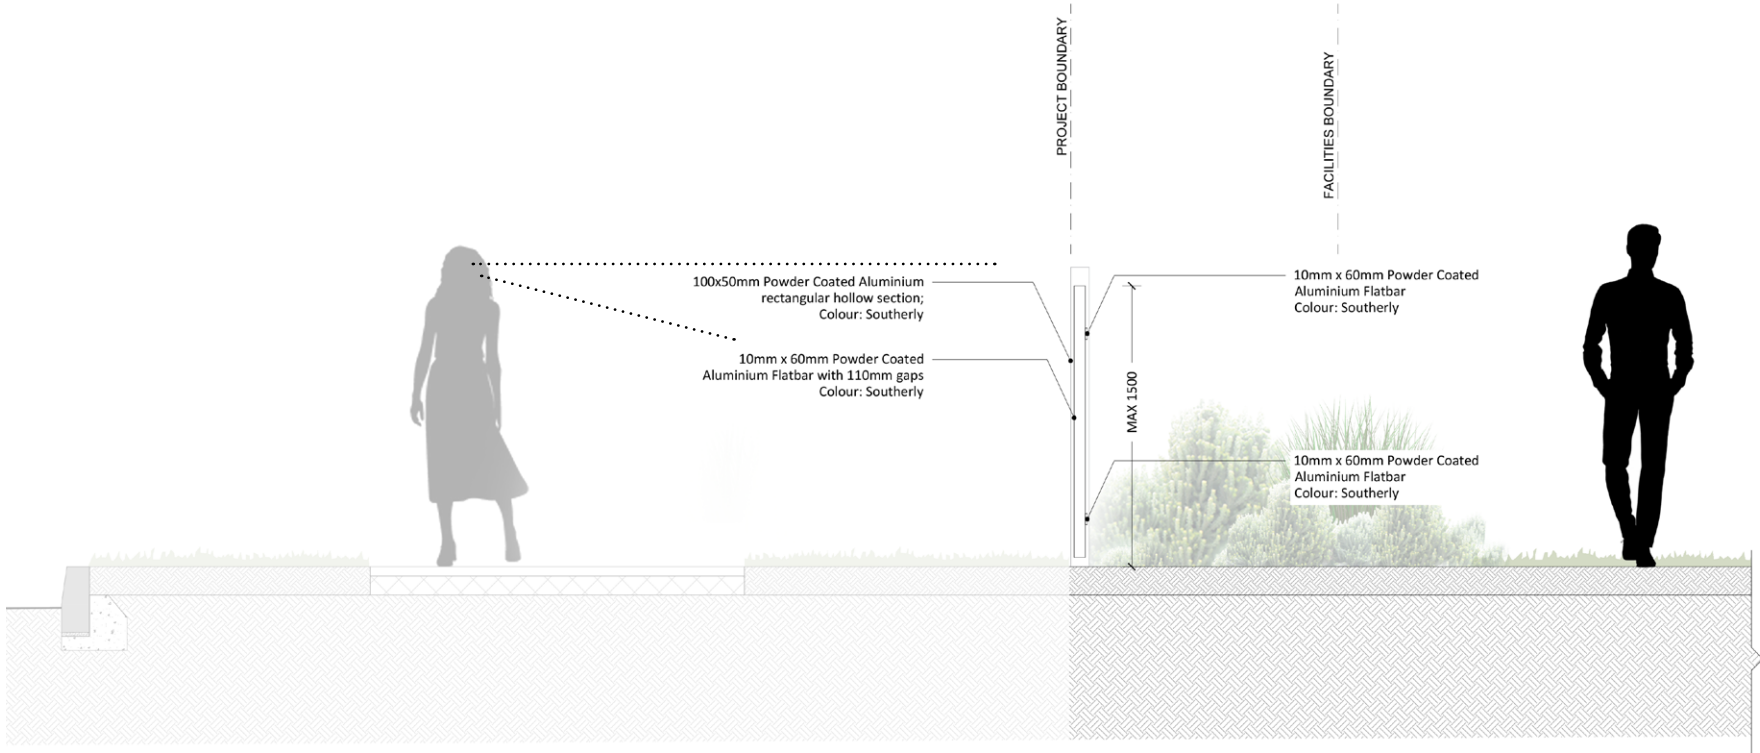 PROJECT BOUNDARY
FACILITIES BOUNDARY
100x50mm Powder Coated Aluminium
rectangular hollow section;
Colour: Southerly
10mm x 60mm Powder Coated
Aluminium Flatbar with 110mm gaps
Colour: Southerly
10mm x 60mm Powder Coated
Aluminium Flatbar
Colour: Southerly
MAX 1500
10mm x 60mm Powder Coated
Aluminium Flatbar
Colour: Southerly